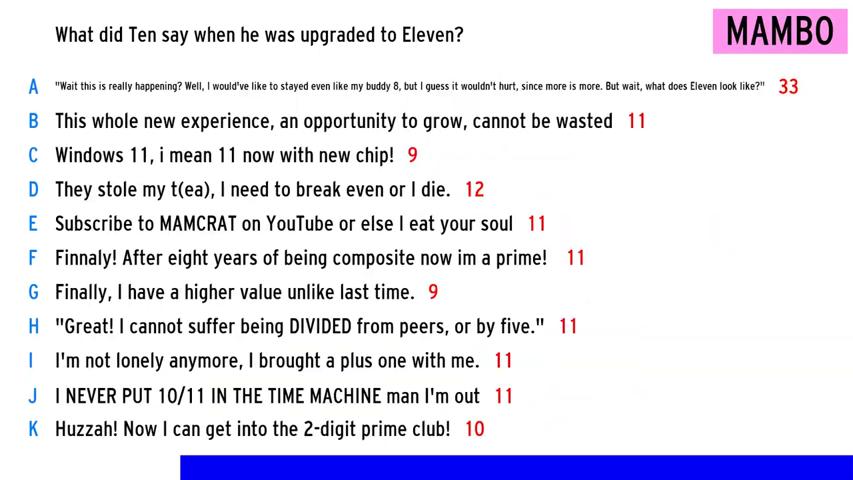 What did Ten say when he was upgraded to Eleven?
MAMBO
A "Wait this is really happening? Well, I would've like to stayed even like my buddy 8, but I guess it wouldn't hurt, since more is more. But wait, what does Eleven look like?" 33
B This whole new experience, an opportunity to grow, cannot be wasted 11
C Windows 11, i mean 11 now with new chip! 9
D They stole my t(ea), I need to break even or I die. 12
E Subscribe to MAMCRAT on YouTube or else I eat your soul 11
F Finnaly! After eight years of being composite now im a prime! 11
G Finally, I have a higher value unlike last time. 9
H "Great! I cannot suffer being DIVIDED from peers, or by five." 11
I I'm not lonely anymore, I brought a plus one with me. 11
J I NEVER PUT 10/11 IN THE TIME MACHINE man I'm out 11
K Huzzah! Now I can get into the 2-digit prime club! 10